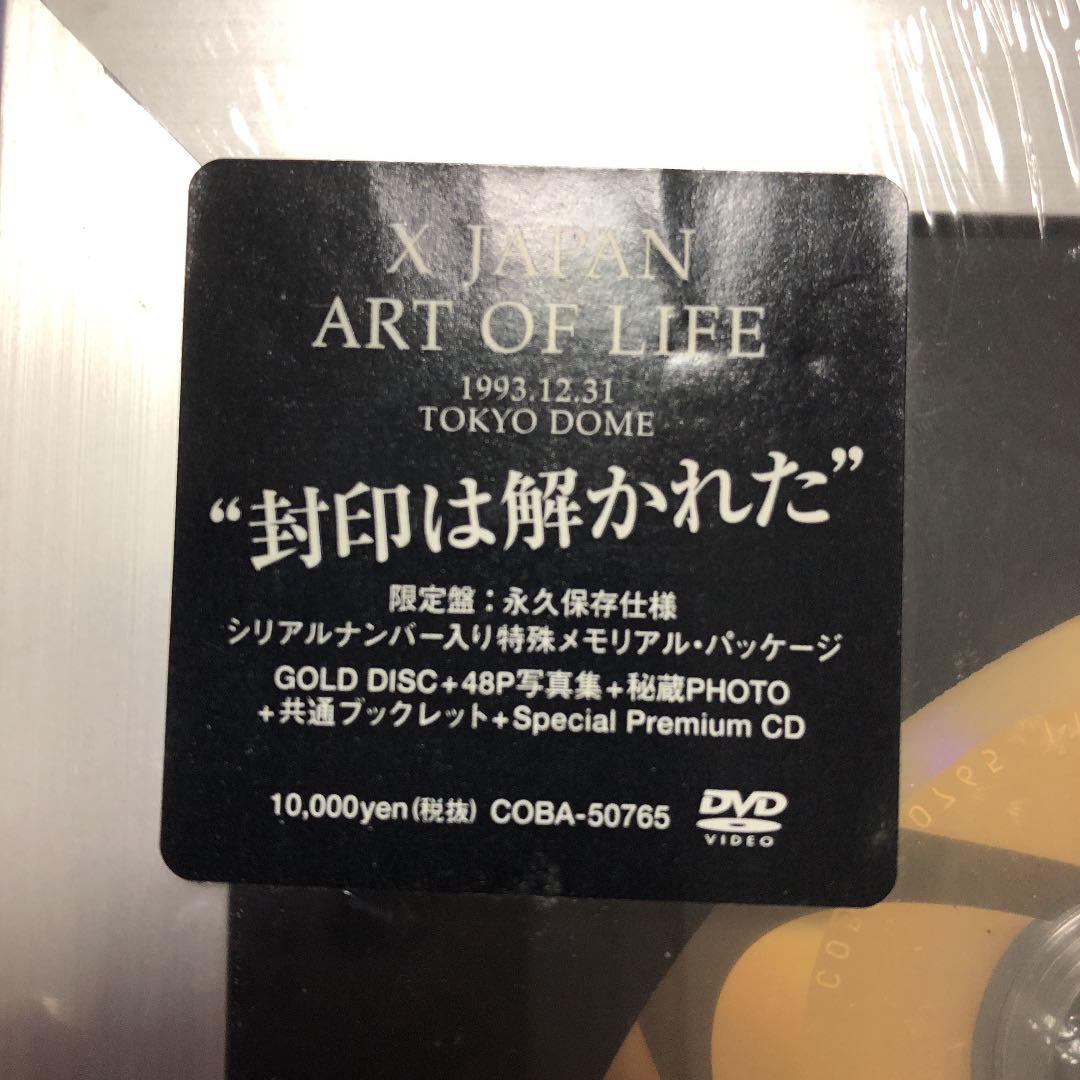 X JAPAN
ART OF LIFE
1993.12.31
TOKYO DOME
“封印は解かれた”
限定盤：永久保存仕様
シリアルナンバー入り特殊メモリアル・パッケージ
GOLD DISC+48P写真集+秘蔵PHOTO
+共通ブックレット+Special Premium CD
10,000yen(税抜) COBA-50765 DVD
VIDEO